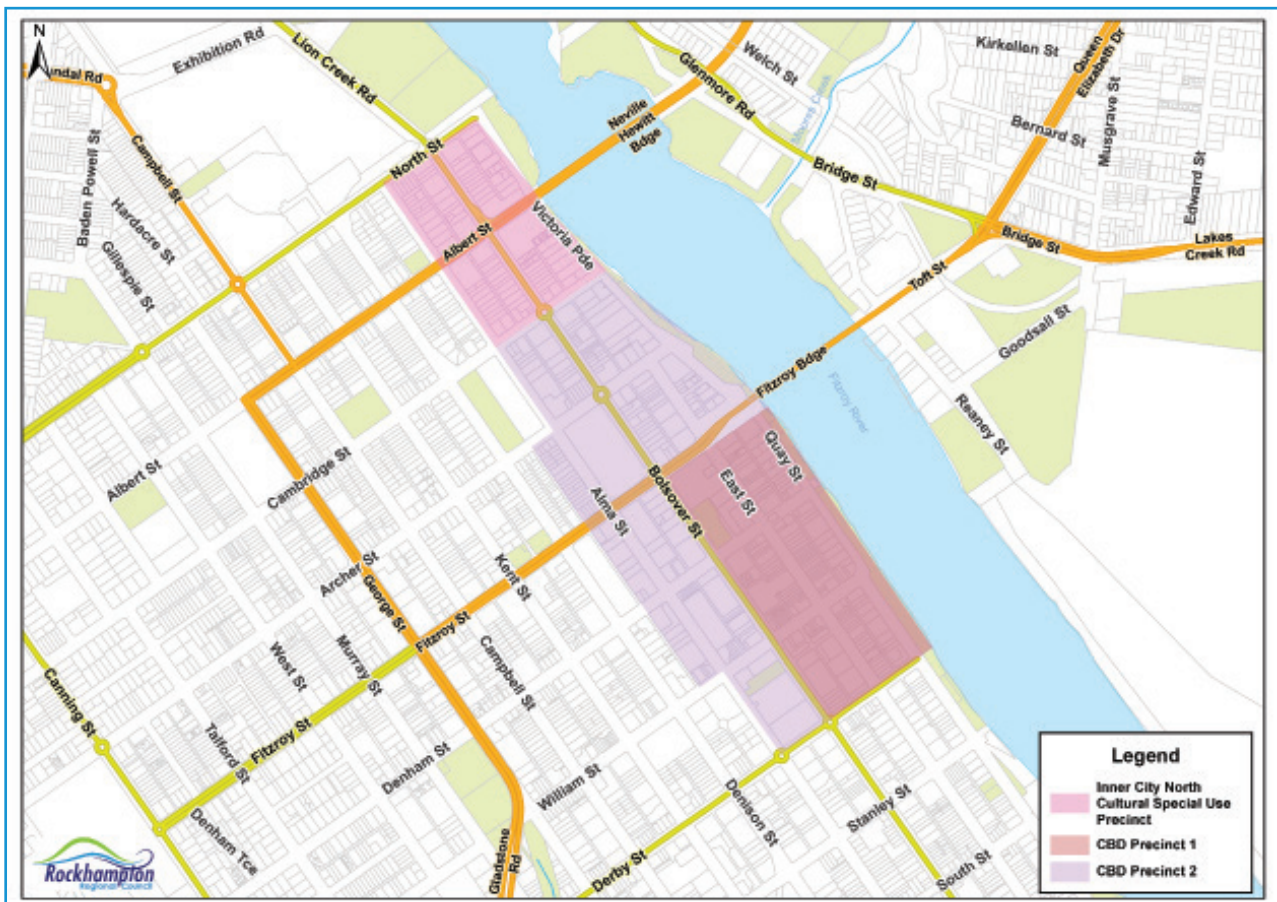 N
Exhibition Rd
Lion Creek Rd
ndal Rd
Campbell St
Baden Powell St
Hardacre St
Gillespie St
North St
Neville
Hewitt
Bdge
Welch St
Glenmore Rd
Moores Creek
Kirkellen St
Queen
Elizabeth Dr
Bernard St
Musgrave St
Edward St
Bridge St
Bridge St
Lakes
Creek Rd
Albert St
Victoria Pde
Toft St
Goodsall St
Fitzroy Bdge
Fitzroy River
Reaney St
Albert St
Cambridge St
Quay St
East St
Bolsover St
Alma St
Archer St
Kent St
George St
Fitzroy St
West St
Murray St
Campbell St
Canning St
Talford St
Fitzroy St
Denham St
William St
Denham Tce
Denison St
Stanley St
Derby St
South St
Gladstone
Rd
Rockhampton
Regional Council
Legend
Inner City North
Cultural Special Use
Precinct
CBD Precinct 1
CBD Precinct 2